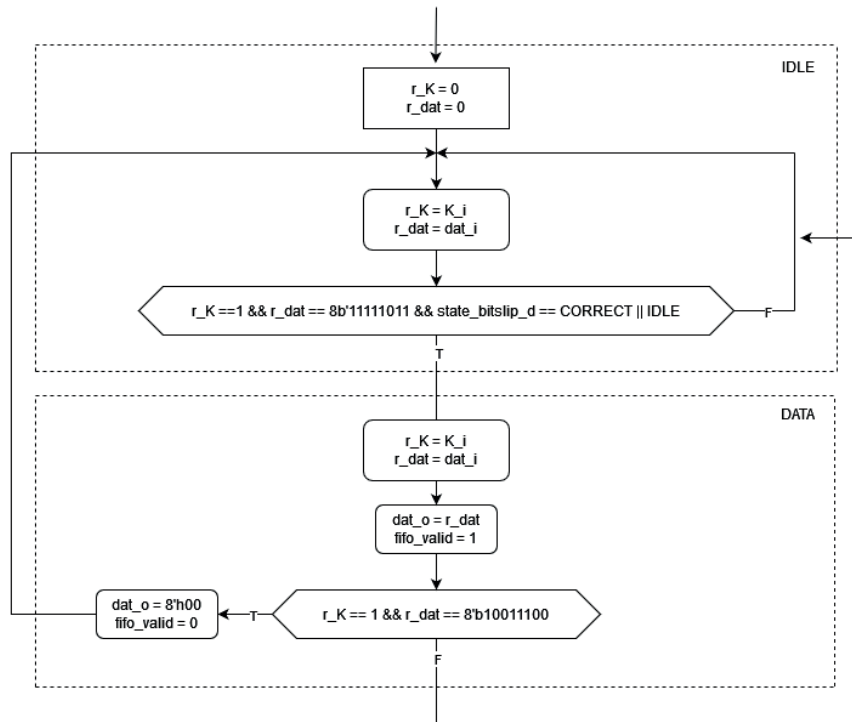 IDLE
r_K = 0
r_dat = 0
r_K = K_i
r_dat = dat_i
r_K ==1 && r_dat == 8b'11111011 && state_bitslip_d == CORRECT || IDLE
F
T
DATA
r_K = K_i
r_dat = dat_i
dat_o = r_dat
fifo_valid = 1
dat_o = 8'h00
fifo_valid = 0
T
r_K == 1 && r_dat == 8'b10011100
F